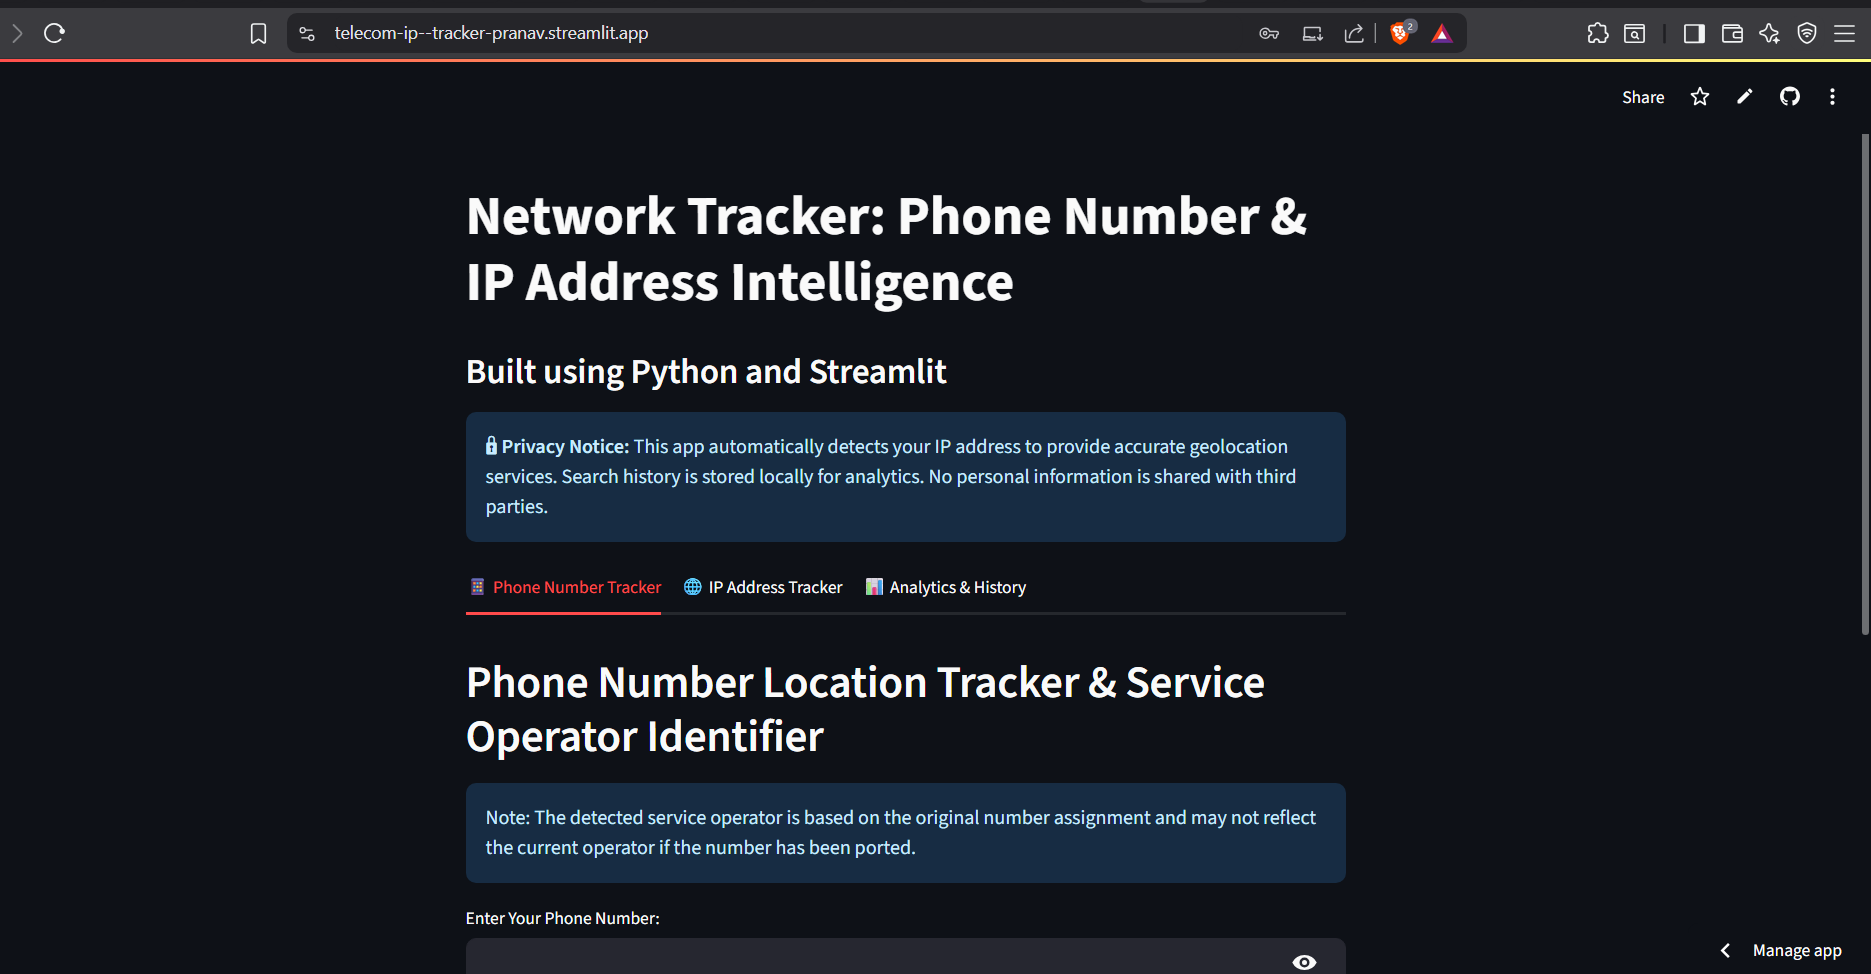 telecom-ip--tracker-pranav.streamlit.app
2
Share
Network Tracker: Phone Number &
IP Address Intelligence
Built using Python and Streamlit
Privacy Notice: This app automatically detects your IP address to provide accurate geolocation
services. Search history is stored locally for analytics. No personal information is shared with third
parties.
Phone Number Tracker IP Address Tracker Analytics & History
Phone Number Location Tracker & Service
Operator Identifier
Note: The detected service operator is based on the original number assignment and may not reflect
the current operator if the number has been ported.
Enter Your Phone Number:
Manage app